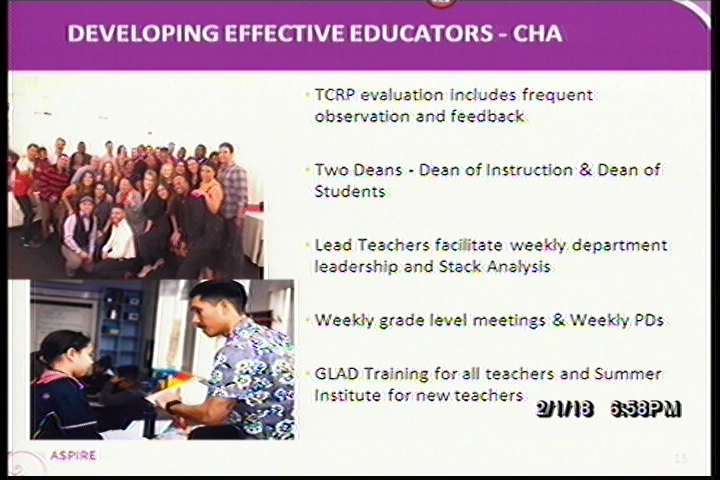 DEVELOPING EFFECTIVE EDUCATORS - CHA
TCRP evaluation includes frequent
observation and feedback
Two Deans - Dean of Instruction & Dean of
Students
Lead Teachers facilitate weekly department
leadership and Stack Analysis
Weekly grade level meetings & Weekly PDs
GLAD Training for all teachers and Summer
Institute for new teachers
2/1/18 6:58PM
ASPIRE
15